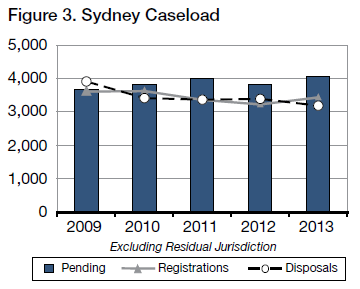 Figure 3. Sydney Caseload
5,000
4,000
3,000
2,000
1,000
0
2009 2010 2011 2012 2013
Excluding Residual Jurisdiction
Pending Registrations Disposals